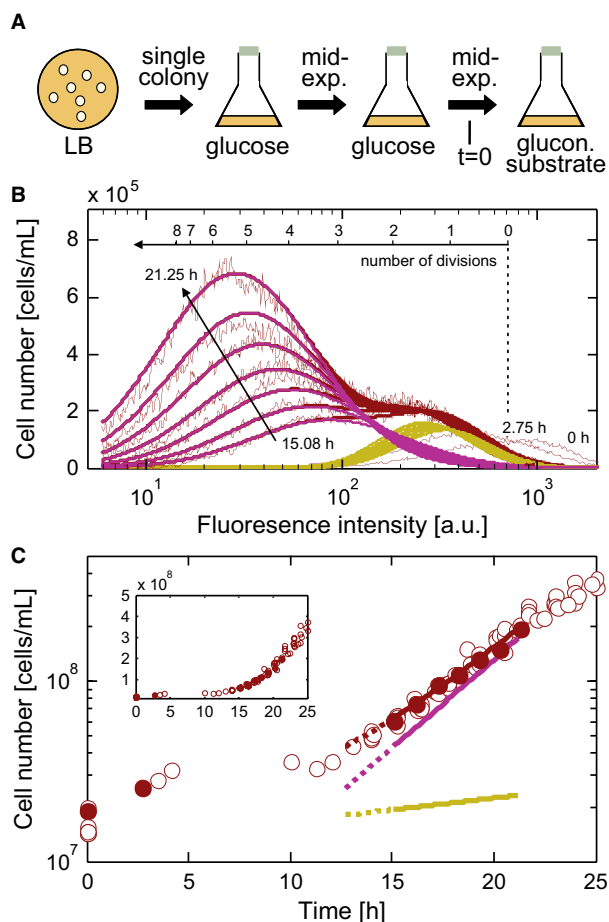 A
single
colony
mid-
exp.
mid-
exp.
LB
glucose
glucose
t=0
glucon.
substrate
B
x 10^5
8 7 6 5 4 3 2 1 0
number of divisions
21.25 h
15.08 h
2.75 h
0 h
8
6
4
2
0
Cell number [cells/mL]
10^1 10^2 10^3
Fluoresence intensity [a.u.]
C
x 10^8
5
4
3
2
1
0 5 10 15 20 25
10^8
10^7
Cell number [cells/mL]
0 5 10 15 20 25
Time [h]